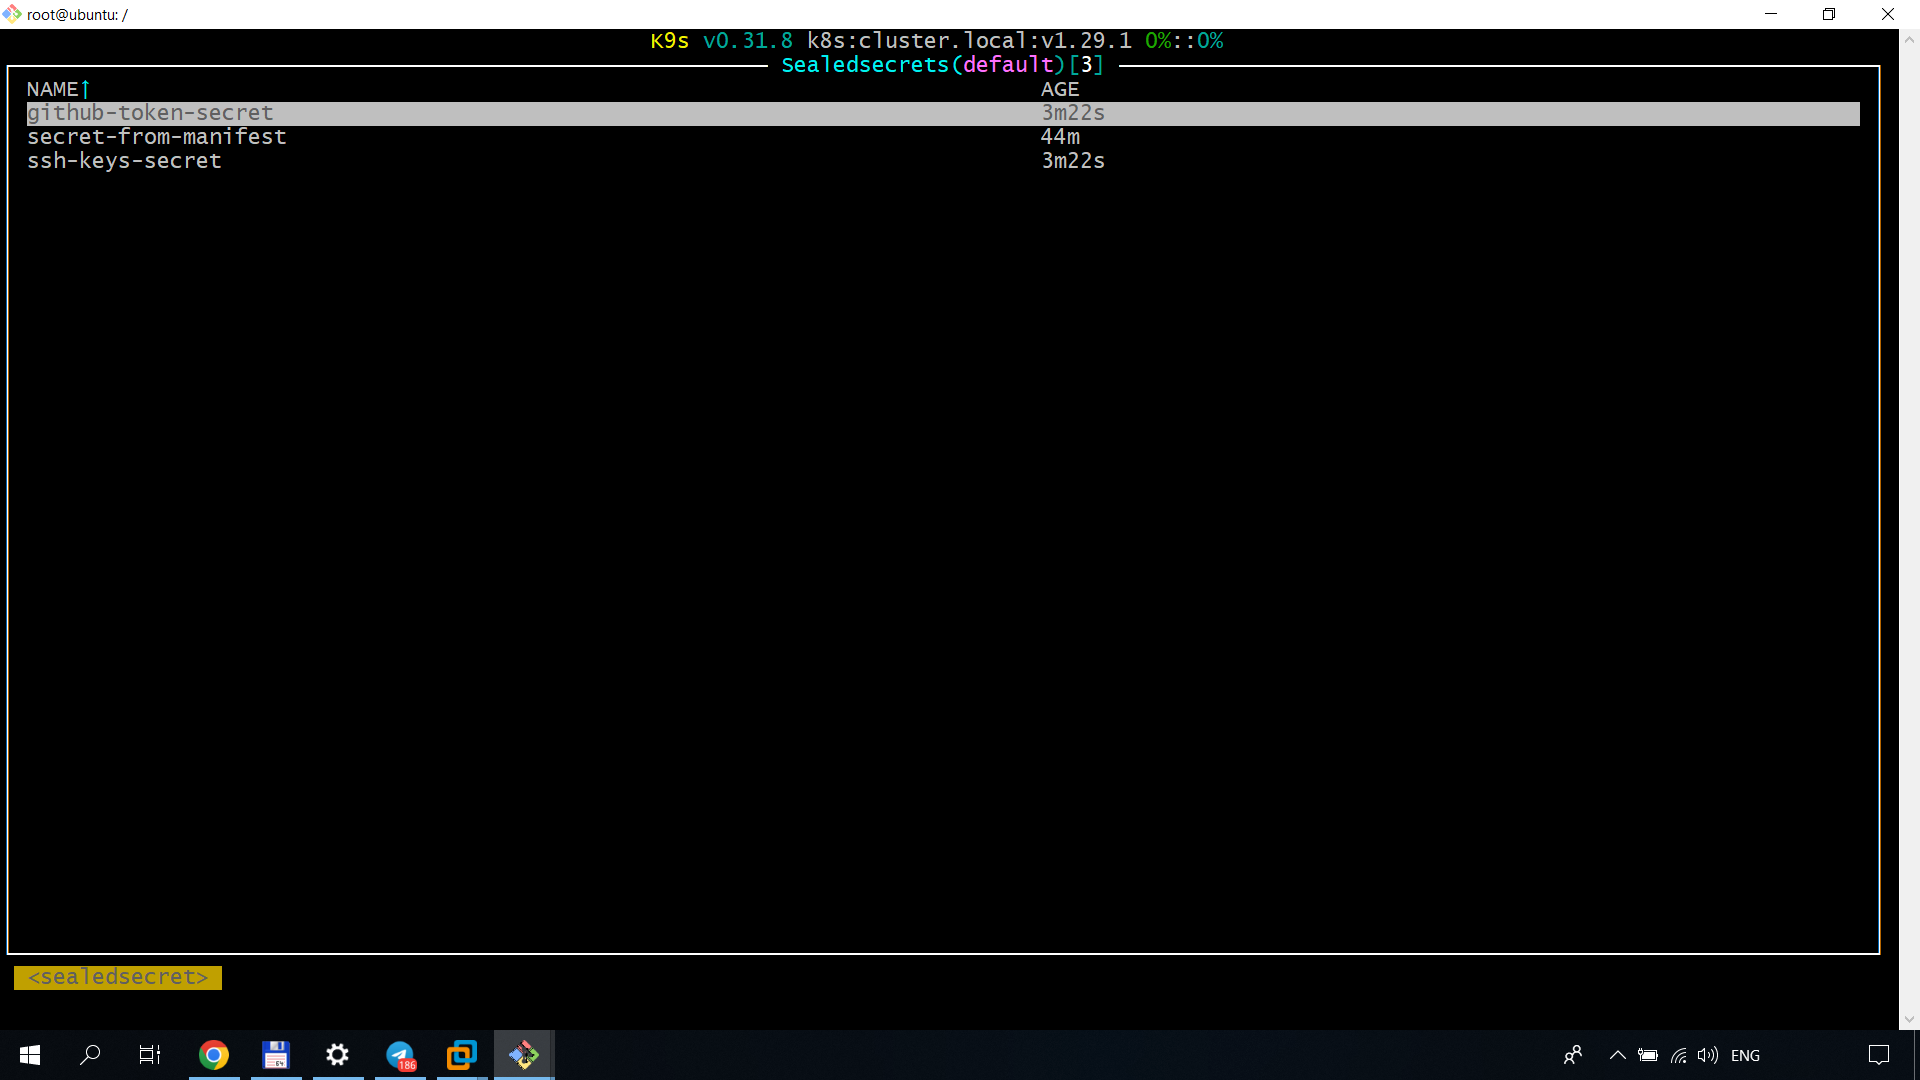 root@ubuntu: /
K9s v0.31.8 k8s:cluster.local:v1.29.1 0%::0%
Sealedsecrets(default)[3]
NAME↑ AGE
github-token-secret 3m22s
secret-from-manifest 44m
ssh-keys-secret 3m22s
<sealedsecret>
64
186
ENG